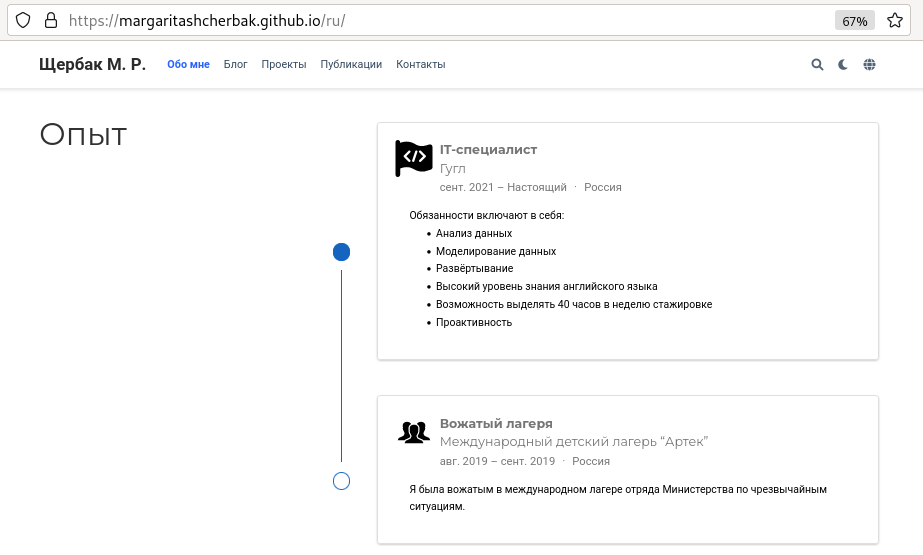 https://margaritashcherbak.github.io/ru/
67%
Щербак М. Р.
Обо мне
Блог
Проекты
Публикации
Контакты
Опыт
IT-специалист
Гугл
сент. 2021 – Настоящий · Россия
Обязанности включают в себя:
• Анализ данных
• Моделирование данных
• Развёртывание
• Высокий уровень знания английского языка
• Возможность выделять 40 часов в неделю стажировке
• Проактивность
Вожатый лагеря
Международный детский лагерь “Артек”
авг. 2019 – сент. 2019 · Россия
Я была вожатым в международном лагере отряда Министерства по чрезвычайным
ситуациям.